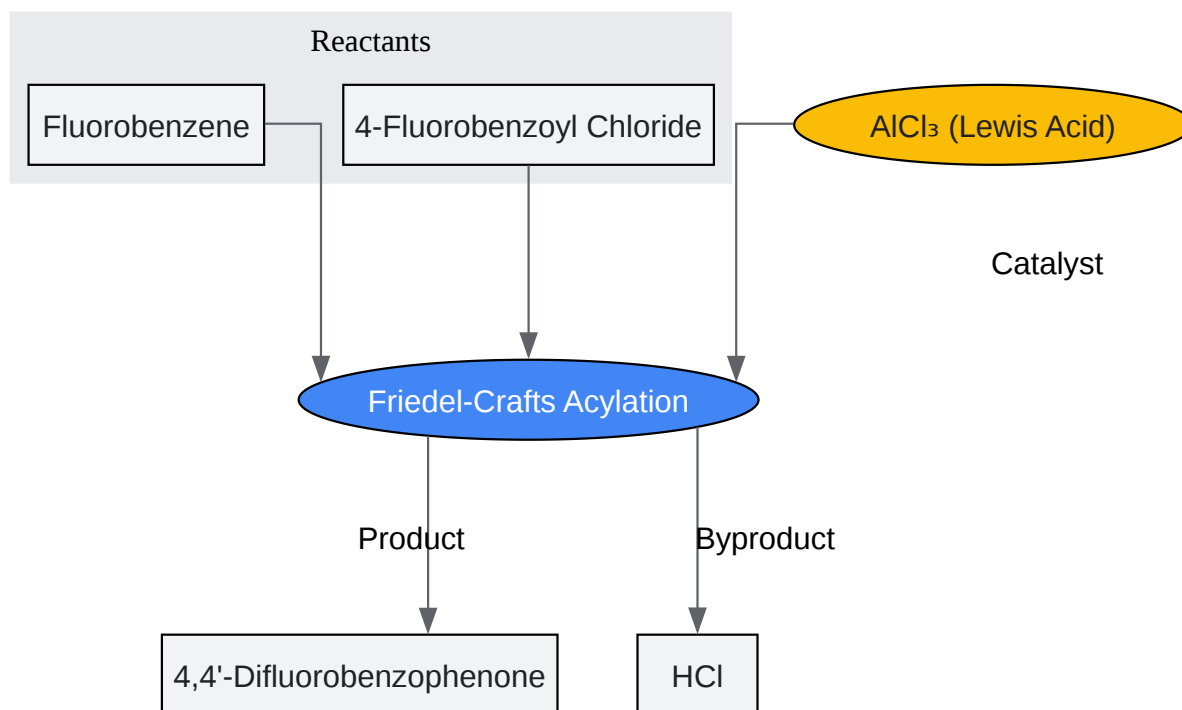 Reactants
Fluorobenzene
4-Fluorobenzoyl Chloride
AlCl₃ (Lewis Acid)
Catalyst
Friedel-Crafts Acylation
Product
Byproduct
4,4'-Difluorobenzophenone
HCl